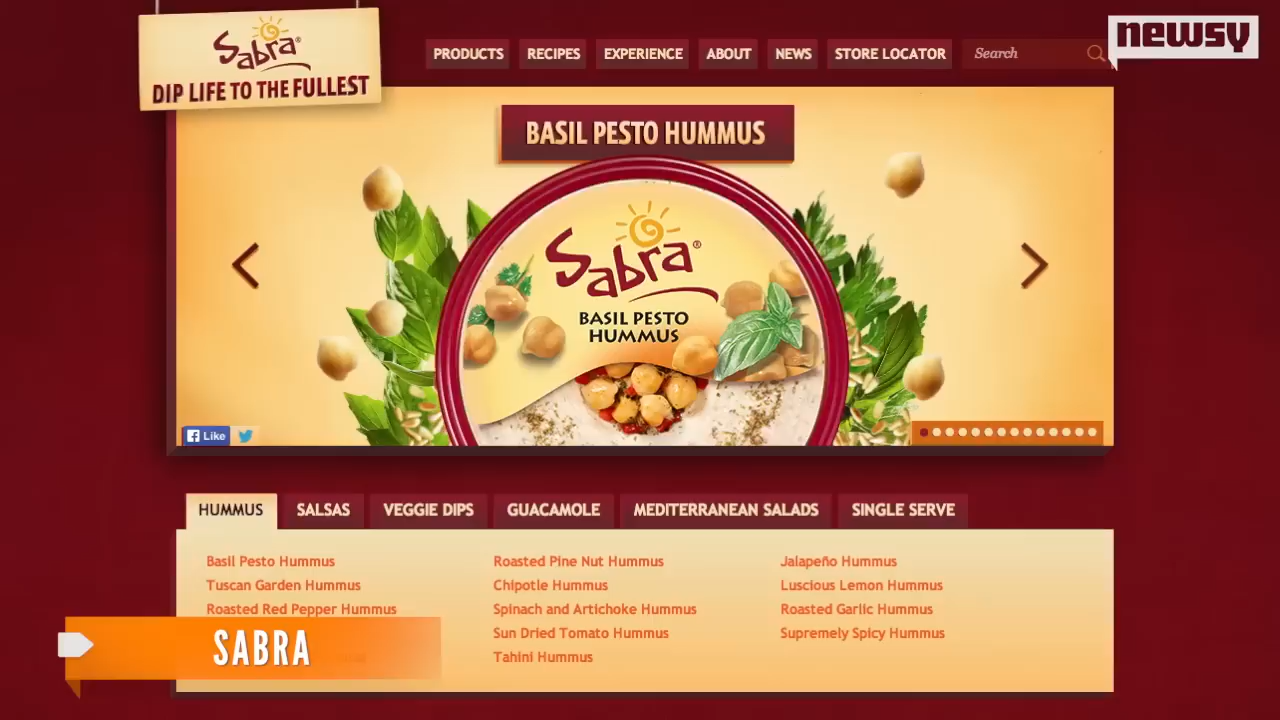 Sabra®
DIP LIFE TO THE FULLEST
PRODUCTS
RECIPES
EXPERIENCE
ABOUT
NEWS
STORE LOCATOR
Search
newsy
BASIL PESTO HUMMUS
Sabra®
BASIL PESTO
HUMMUS
Like
HUMMUS
SALSAS
VEGGIE DIPS
GUACAMOLE
MEDITERRANEAN SALADS
SINGLE SERVE
Basil Pesto Hummus
Tuscan Garden Hummus
Roasted Red Pepper Hummus
Roasted Pine Nut Hummus
Chipotle Hummus
Spinach and Artichoke Hummus
Sun Dried Tomato Hummus
Tahini Hummus
Jalapeño Hummus
Luscious Lemon Hummus
Roasted Garlic Hummus
Supremely Spicy Hummus
SABRA